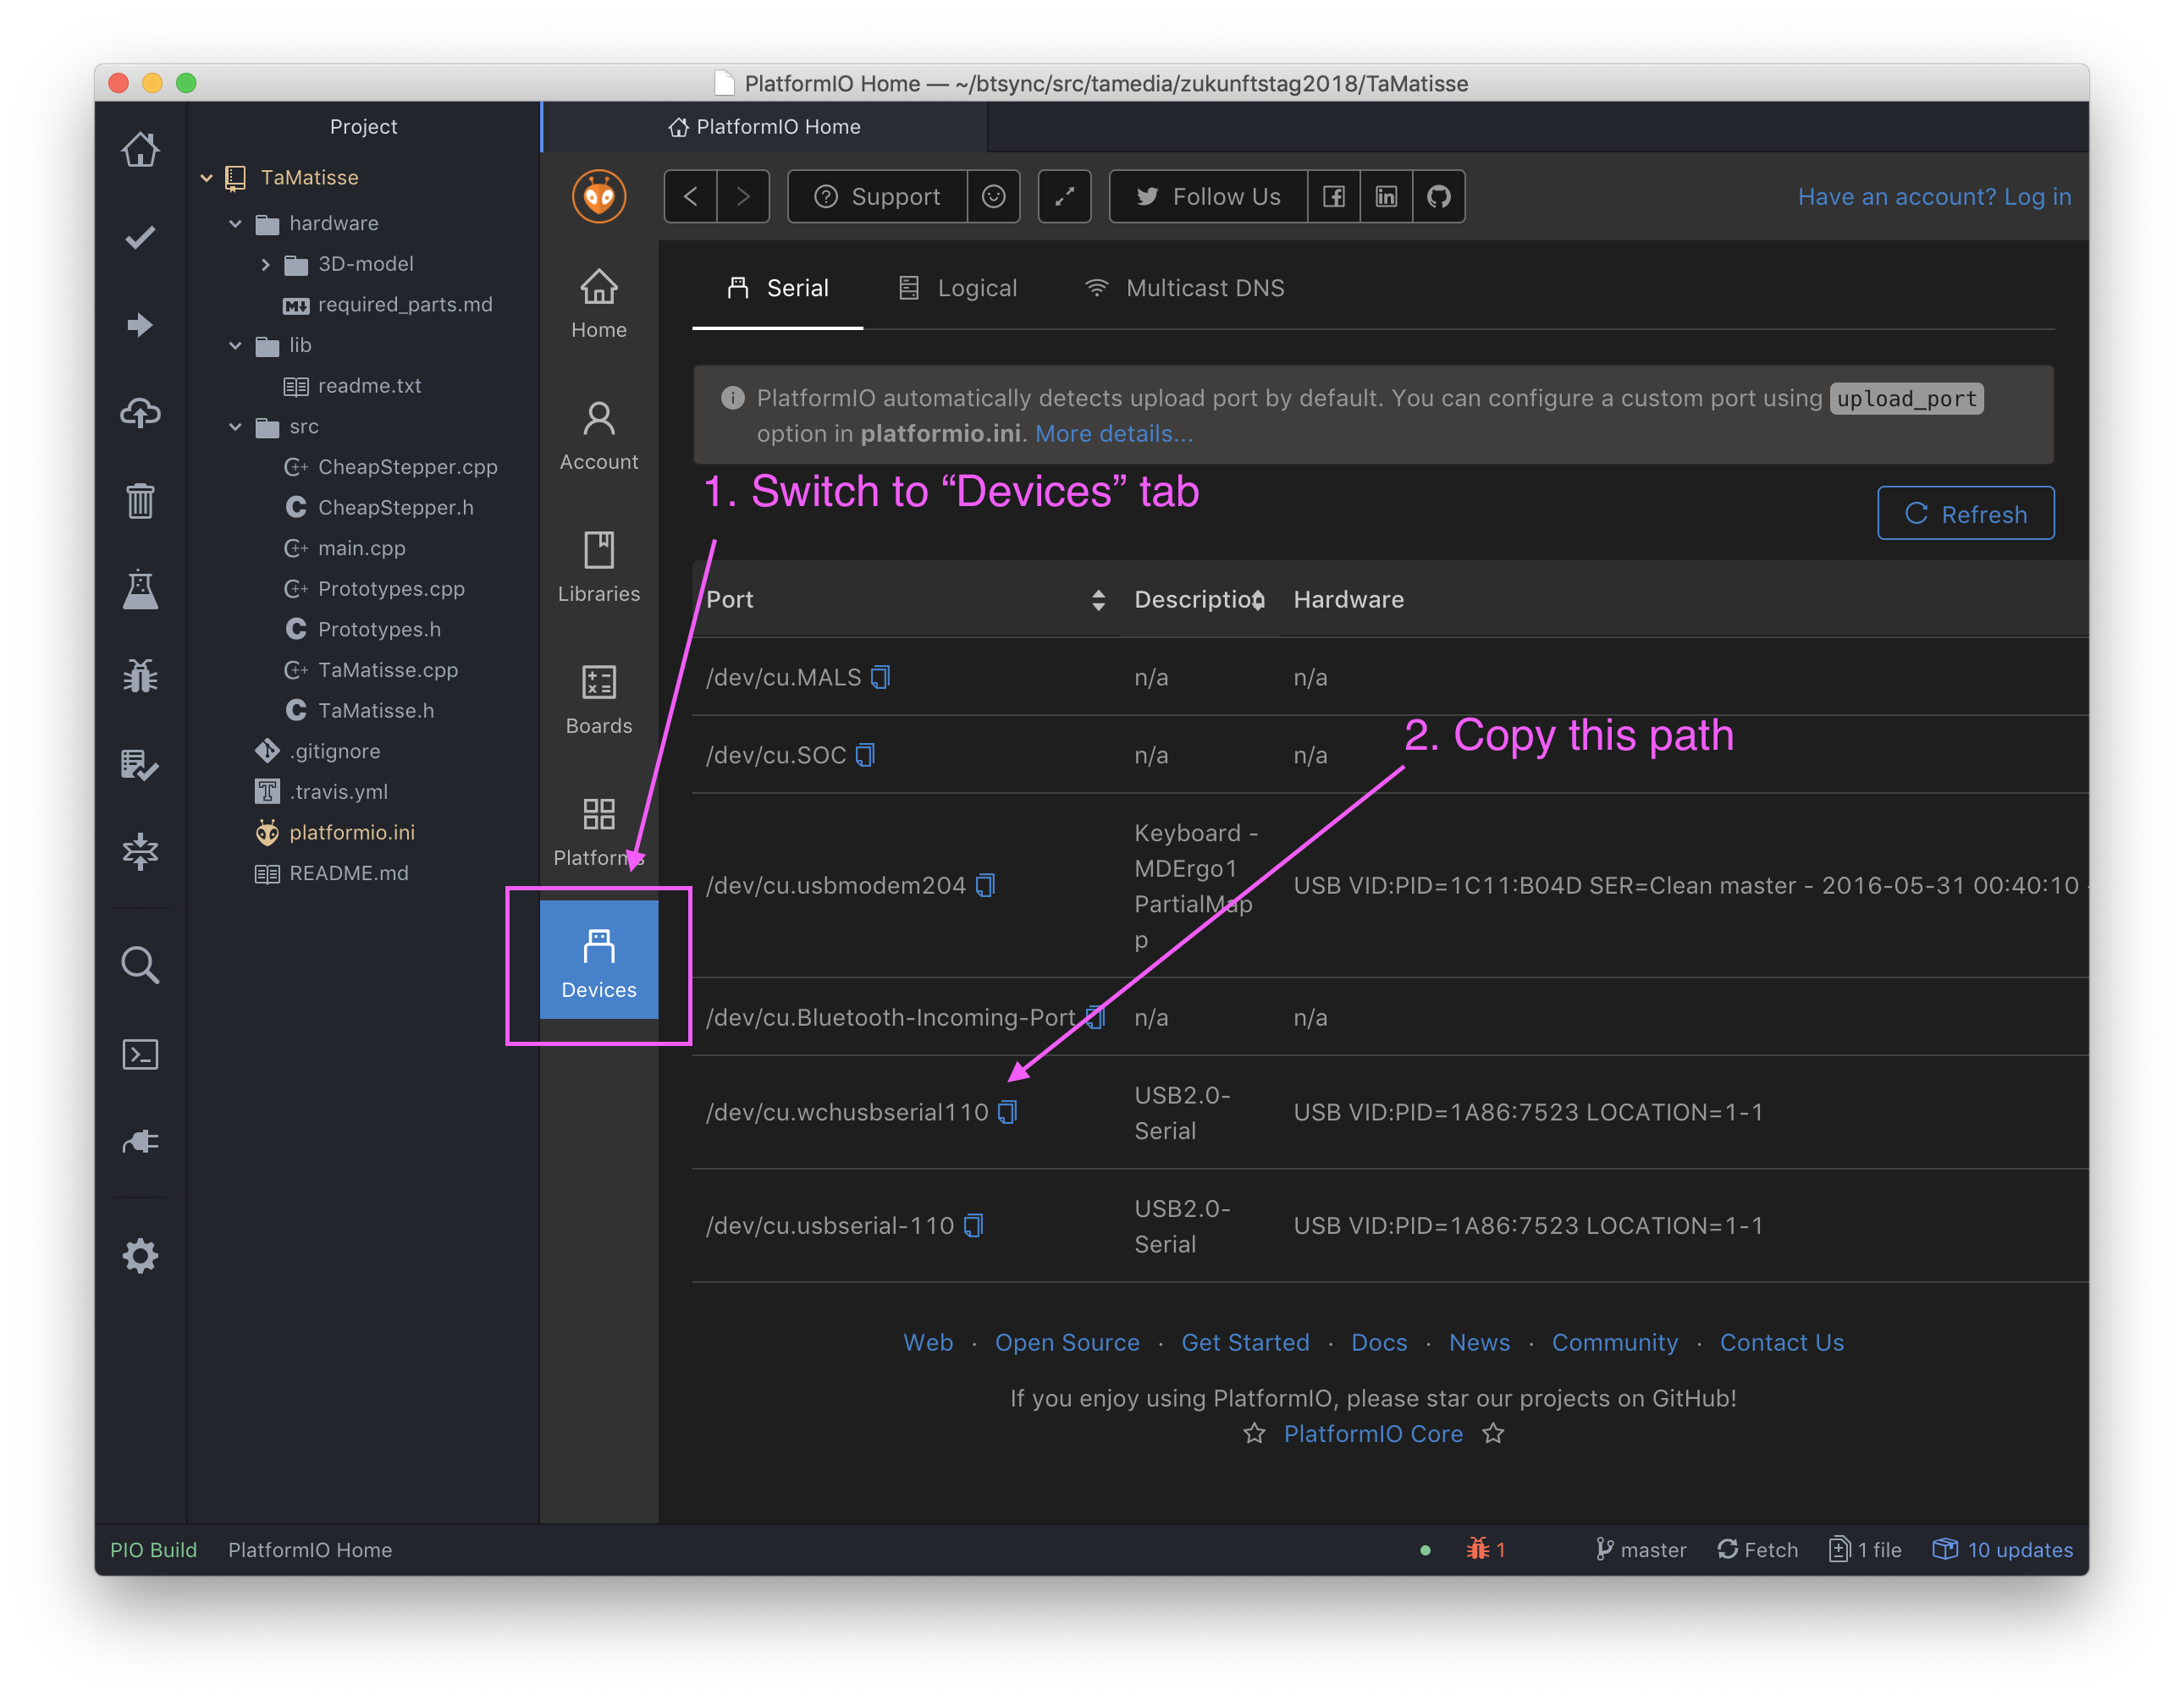 PlatformIO Home — ~/btsync/src/tamedia/zukunftstag2018/TaMatisse
Project
PlatformIO Home
TaMatisse
hardware
3D-model
required_parts.md
lib
readme.txt
src
CheapStepper.cpp
CheapStepper.h
main.cpp
Prototypes.cpp
Prototypes.h
TaMatisse.cpp
TaMatisse.h
.gitignore
.travis.yml
platformio.ini
README.md
Support
Follow Us
Have an account? Log in
Home
Account
Libraries
Boards
Platforms
Devices
Serial
Logical
Multicast DNS
PlatformIO automatically detects upload port by default. You can configure a custom port using upload_port
option in platformio.ini. More details...
1. Switch to “Devices” tab
Refresh
Port Description Hardware
/dev/cu.MALS n/a n/a
2. Copy this path
/dev/cu.SOC n/a n/a
Keyboard -
MDErgo1
PartialMap
p
/dev/cu.usbmodem204
USB VID:PID=1C11:B04D SER=Clean master - 2016-05-31 00:40:10 -
/dev/cu.Bluetooth-Incoming-Port n/a n/a
/dev/cu.wchusbserial110
USB2.0-
Serial
USB VID:PID=1A86:7523 LOCATION=1-1
/dev/cu.usbserial-110
USB2.0-
Serial
USB VID:PID=1A86:7523 LOCATION=1-1
Web · Open Source · Get Started · Docs · News · Community · Contact Us
If you enjoy using PlatformIO, please star our projects on GitHub!
PlatformIO Core
PIO Build PlatformIO Home
1 master Fetch 1 file 10 updates